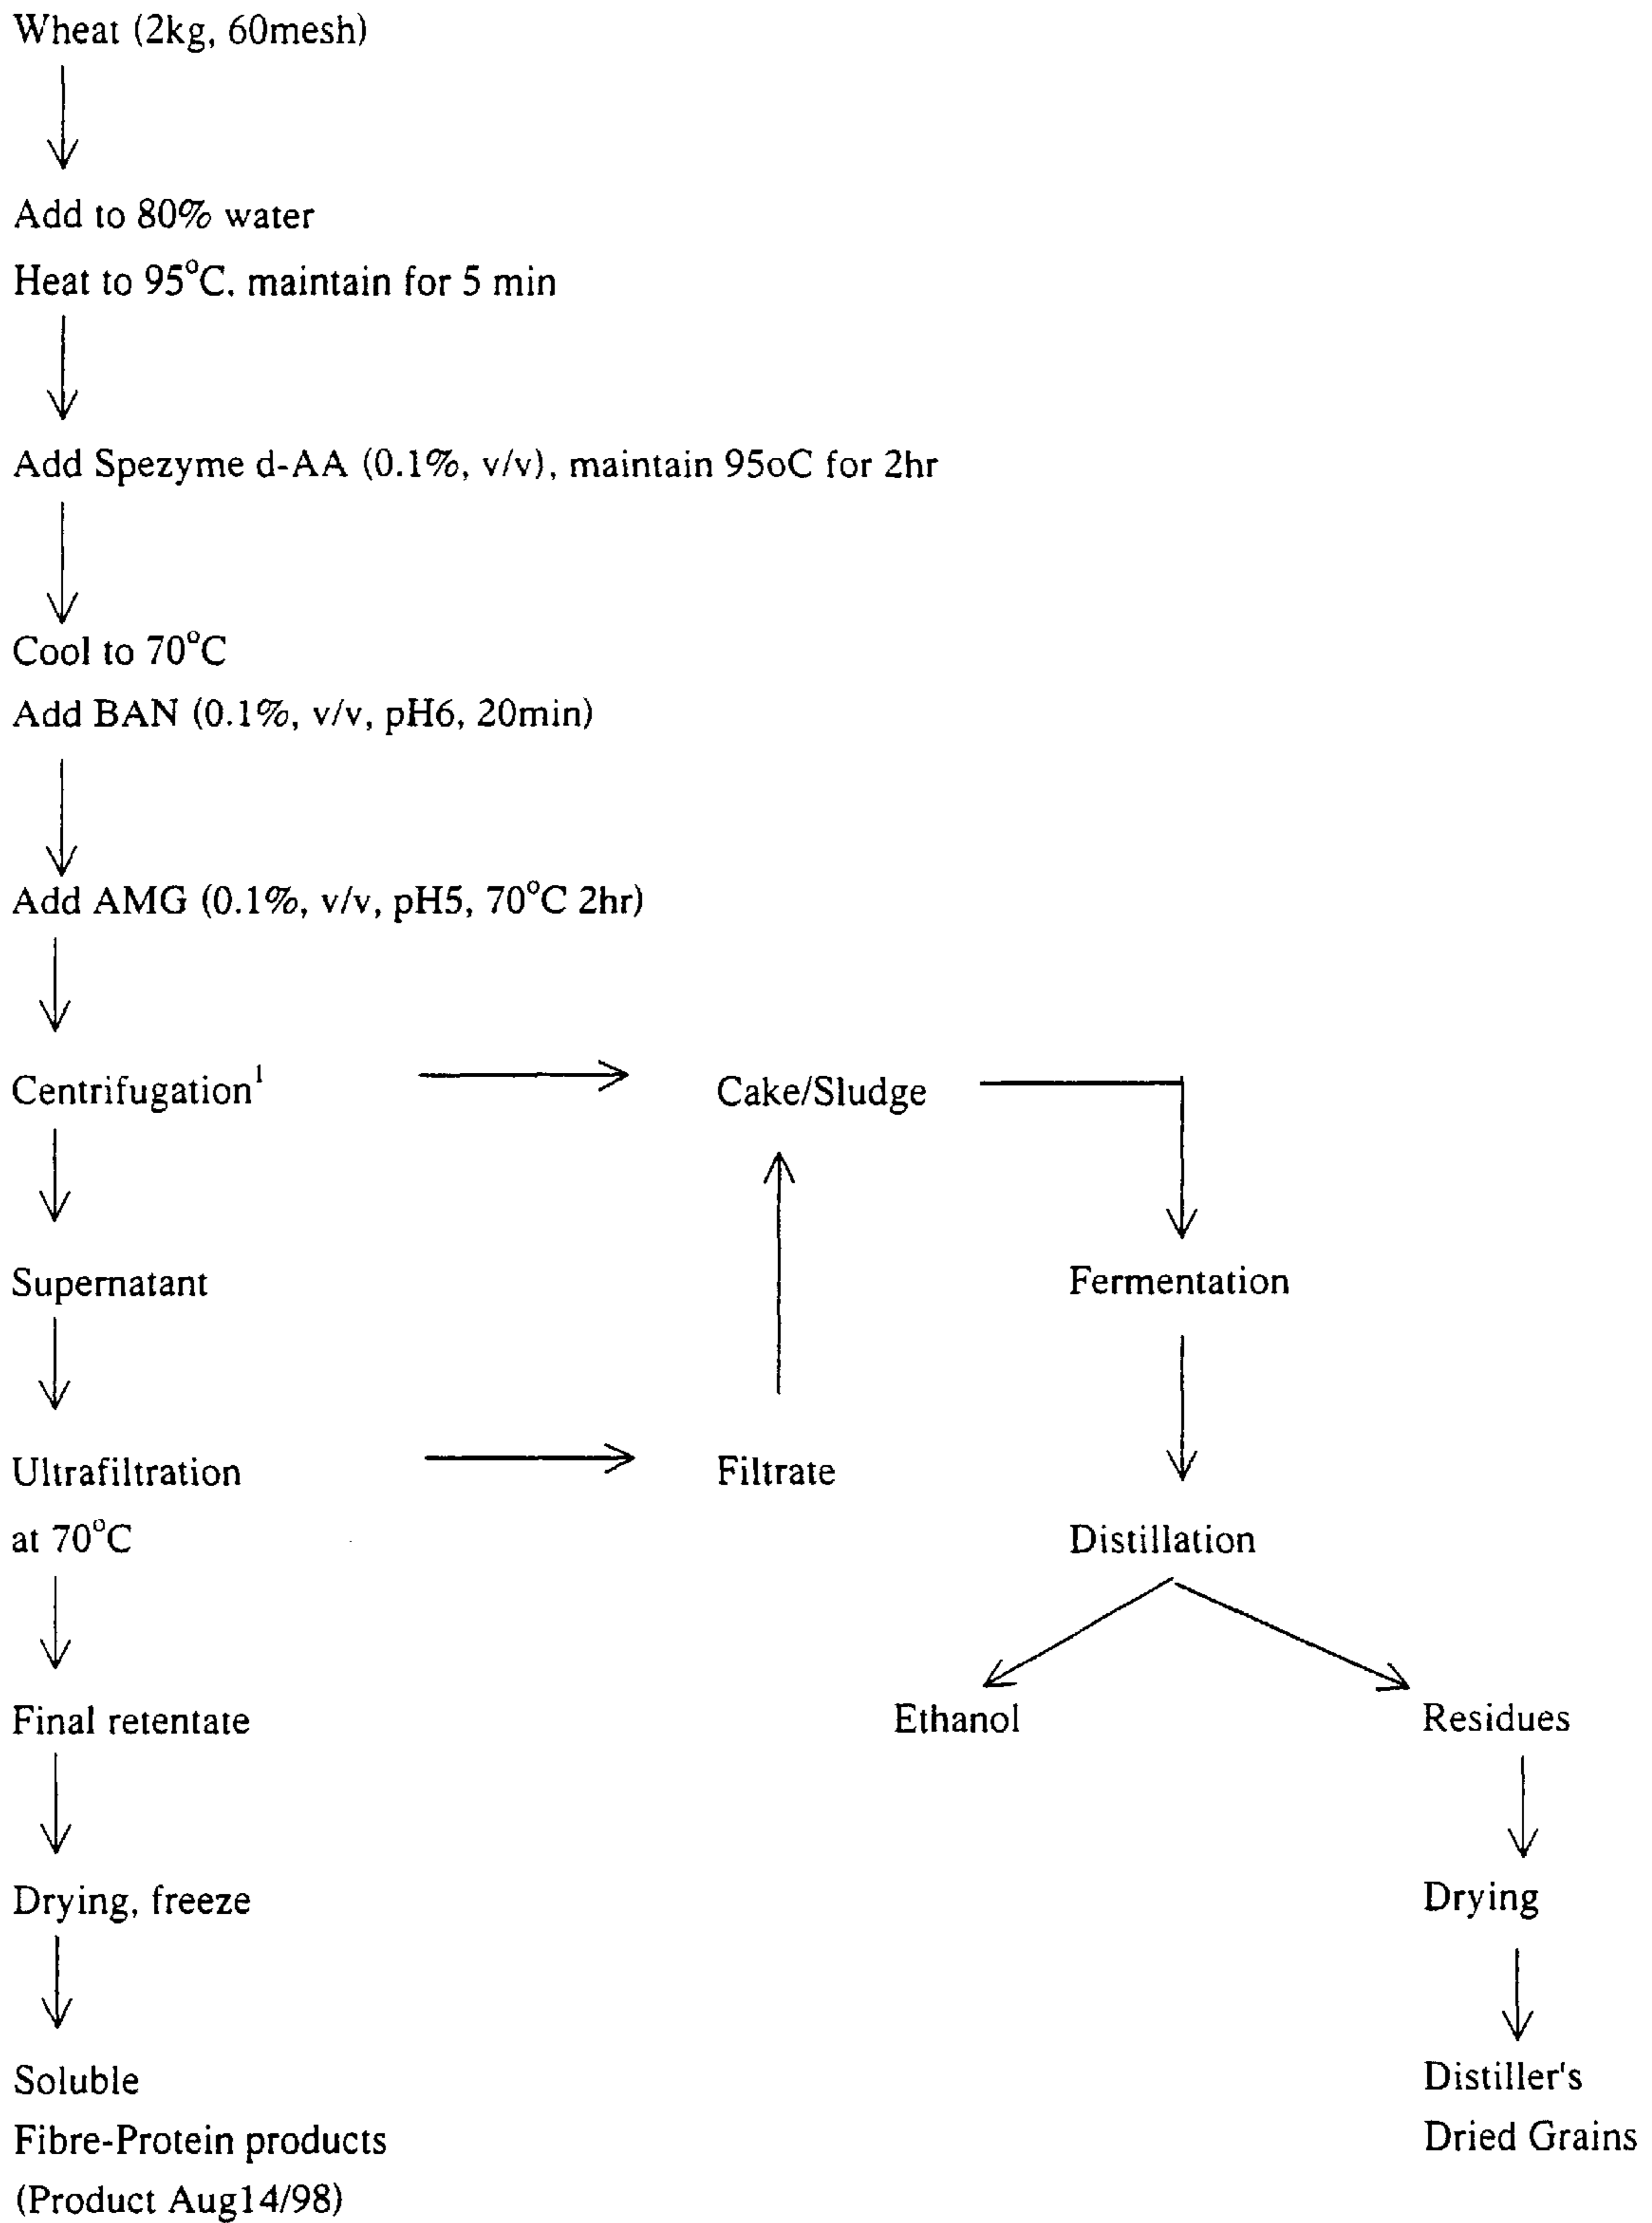 Wheat (2kg, 60mesh)
Add to 80% water
Heat to 95°C. maintain for 5 min
Add Spezyme d-AA (0.1%, v/v), maintain 95oC for 2hr
Cool to 70°C
Add BAN (0.1%, v/v, pH6, 20min)
Add AMG (0.1%, v/v, pH5, 70°C 2hr)
Centrifugation¹
Cake/Sludge
Supernatant
Fermentation
Ultrafiltration
at 70°C
Filtrate
Distillation
Final retentate
Ethanol
Residues
Drying, freeze
Drying
Soluble
Fibre-Protein products
(Product Aug14/98)
Distiller's
Dried Grains